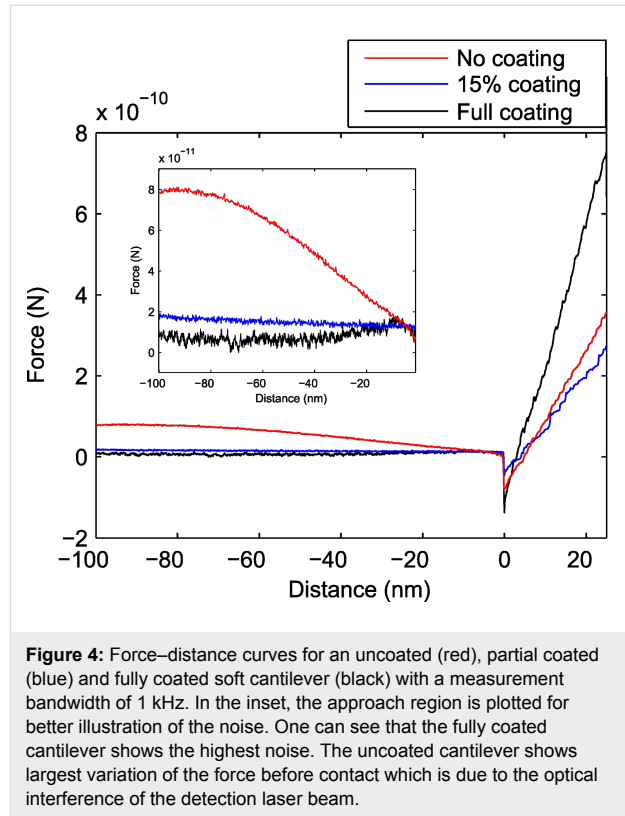 No coating
15% coating
Full coating
x 10⁻¹⁰
8
6
4
2
0
−2
Force (N)
−100 −80 −60 −40 −20 0 20
Distance (nm)
x 10⁻¹¹
8
6
4
2
0
Force (N)
−100 −80 −60 −40 −20
Distance (nm)
Figure 4: Force–distance curves for an uncoated (red), partial coated
(blue) and fully coated soft cantilever (black) with a measurement
bandwidth of 1 kHz. In the inset, the approach region is plotted for
better illustration of the noise. One can see that the fully coated
cantilever shows the highest noise. The uncoated cantilever shows
largest variation of the force before contact which is due to the optical
interference of the detection laser beam.